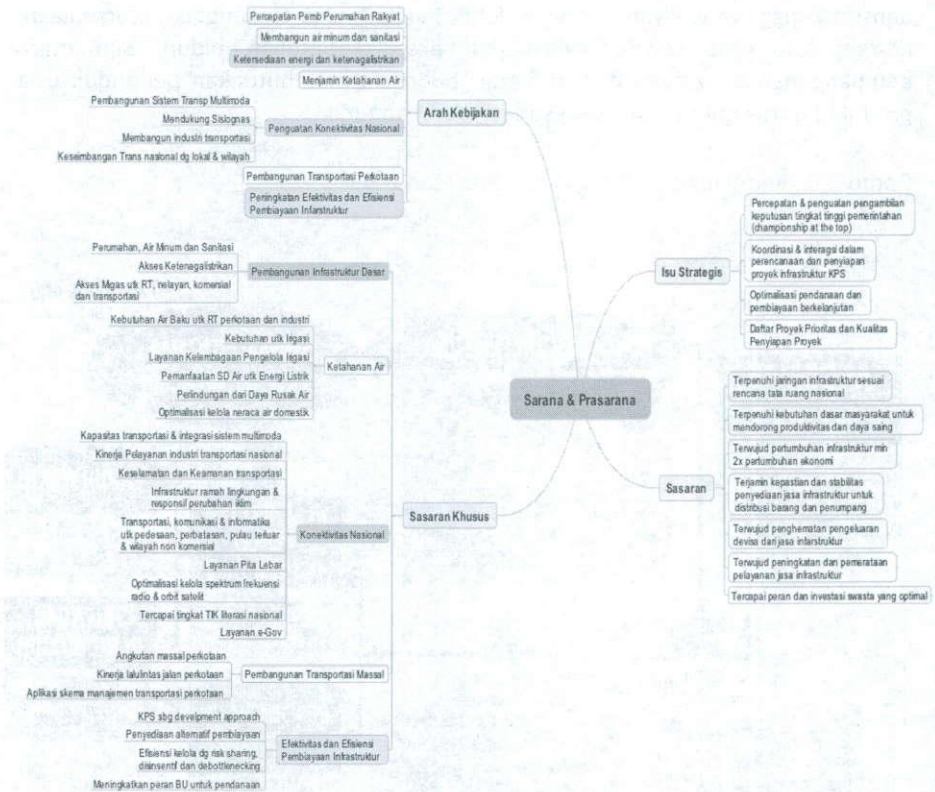 Percepatan Pemb Perumahan Rakyat
Membangun air minum dan sanitasi
Ketersediaan energi dan ketenagalistrikan
Menjamin Ketahanan Air
Pembangunan Sistem Transp Multimoda
Mendukung Sislognas
Membangun industri transportasi
Keseimbangan Trans nasional dg lokal & wilayah
Penguatan Konektivitas Nasional
Pembangunan Transportasi Perkotaan
Peningkatan Efektivitas dan Efisiensi
Pembiayaan Infarstruktur
Arah Kebijakan
Perumahan, Air Minum dan Sanitasi
Akses Ketenagalistrikan
Akses Migas utk RT, nelayan, komersial
dan transportasi
Pembangunan Infrastruktur Dasar
Kebutuhan Air Baku utk RT perkotaan dan industri
Kebutuhan utk Irigasi
Layanan Kelembagaan Pengelola Irigasi
Pemanfaatan SD Air utk Energi Listrik
Perlindungan dari Daya Rusak Air
Optimalisasi kelola neraca air domestik
Ketahanan Air
Kapasitas transportasi & integrasi sistem multimoda
Kinerja Pelayanan industri transportasi nasional
Keselamatan dan Keamanan transportasi
Infrastruktur ramah lingkungan &
responsif perubahan iklim
Transportasi, komunikasi & informatika
utk pedesaan, perbatasan, pulau terluar
& wilayah non komersial
Layanan Pita Lebar
Optimalisasi kelola spektrum frekuensi
radio & orbit satelit
Tercapai tingkat TIK literasi nasional
Layanan e-Gov
Konektivitas Nasional
Sasaran Khusus
Angkutan massal perkotaan
Kinerja lalulintas jalan perkotaan
Aplikasi skema manajemen transportasi perkotaan
Pembangunan Transportasi Massal
KPS sbg develpment approach
Penyediaan alternatif pembiayaan
Efisiensi kelola dg risk sharing,
disinsentif dan debottlenecking
Meningkatkan peran BU untuk pendanaan
Efektivitas dan Efisiensi
Pembiayaan Infrastruktur
Sarana & Prasarana
Isu Strategis
Percepatan & penguatan pengambilan
keputusan tingkat tinggi pemerintahan
(championship at the top)
Koordinasi & interagsi dalam
perencanaan dan penyiapan
proyek infrastruktur KPS
Optimalisasi pendanaan dan
pembiayaan berkelanjutan
Daftar Proyek Prioritas dan Kualitas
Penyiapan Proyek
Sasaran
Terpenuhi jaringan infrastruktur sesuai
rencana tata ruang nasional
Terpenuhi kebutuhan dasar masyarakat untuk
mendorong produktivitas dan daya saing
Terwujud pertumbuhan infrastruktur min
2x pertumbuhan ekonomi
Terjamin kepastian dan stabilitas
penyediaan jasa infrastruktur untuk
distribusi barang dan penumpang
Terwujud penghematan pengeluaran
devisa dari jasa infarstruktur
Terwujud peningkatan dan pemerataan
pelayanan jasa infrastruktur
Tercapai peran dan investasi swasta yang optimal